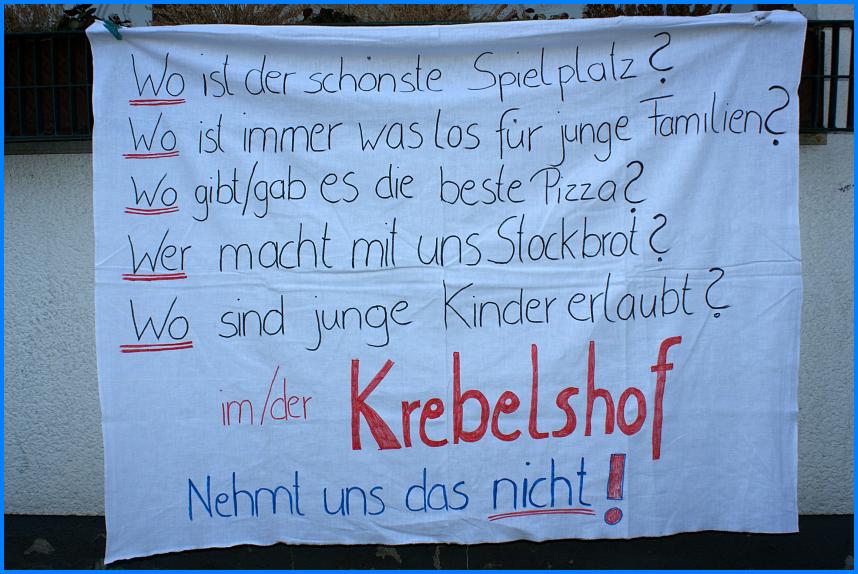 Wo ist der schönste Spielplatz?
Wo ist immer was los für junge Familien?
Wo gibt/gab es die beste Pizza?
Wer macht mit uns Stockbrot?
Wo sind junge Kinder erlaubt?
im/der Krebelshof
Nehmt uns das nicht!